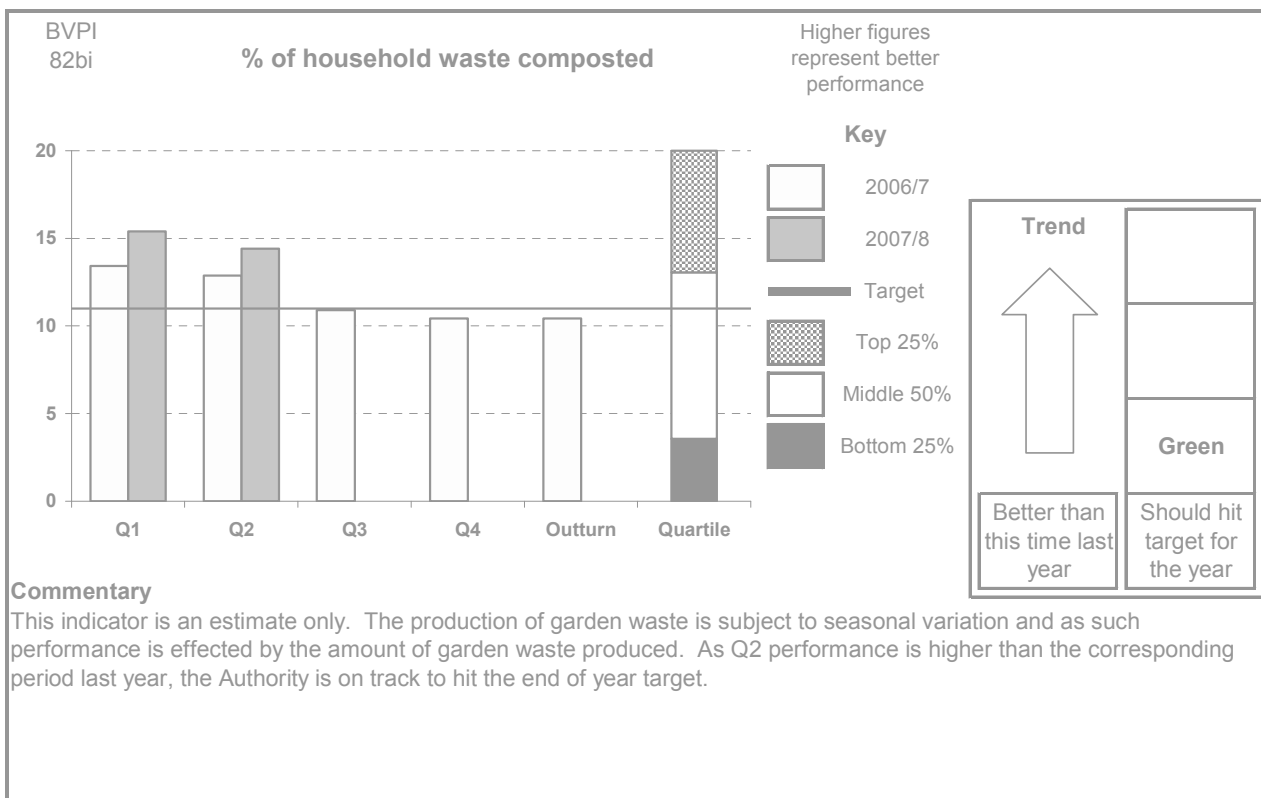 BVPI
82bi
% of household waste composted
Higher figures
represent better
performance
20
15
10
5
0
Q1
Q2
Q3
Q4
Outturn
Quartile
Key
2006/7
2007/8
Target
Top 25%
Middle 50%
Bottom 25%
Trend
Better than
this time last
year
Green
Should hit
target for
the year
Commentary
This indicator is an estimate only.  The production of garden waste is subject to seasonal variation and as such
performance is effected by the amount of garden waste produced.  As Q2 performance is higher than the corresponding
period last year, the Authority is on track to hit the end of year target.